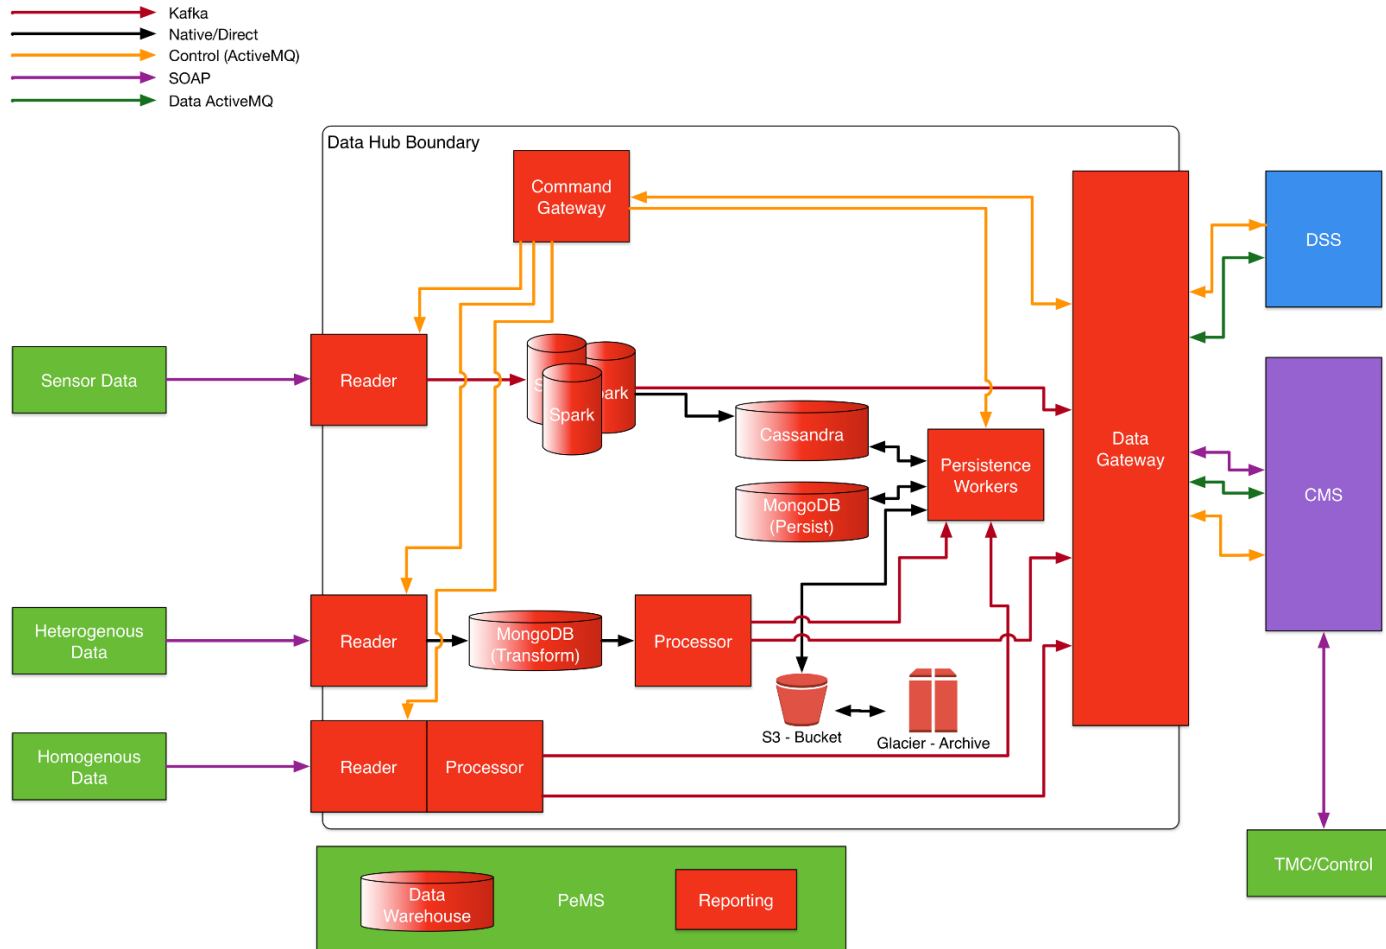 Kafka
Native/Direct
Control (ActiveMQ)
SOAP
Data ActiveMQ
Data Hub Boundary
Command
Gateway
DSS
Sensor Data
Reader
Spark
park
S
Cassandra
Data
Gateway
Persistence
Workers
CMS
MongoDB
(Persist)
Heterogenous
Data
Reader
MongoDB
(Transform)
Processor
S3 - Bucket
Glacier - Archive
Homogenous
Data
Reader
Processor
TMC/Control
Data
Warehouse
PeMS
Reporting